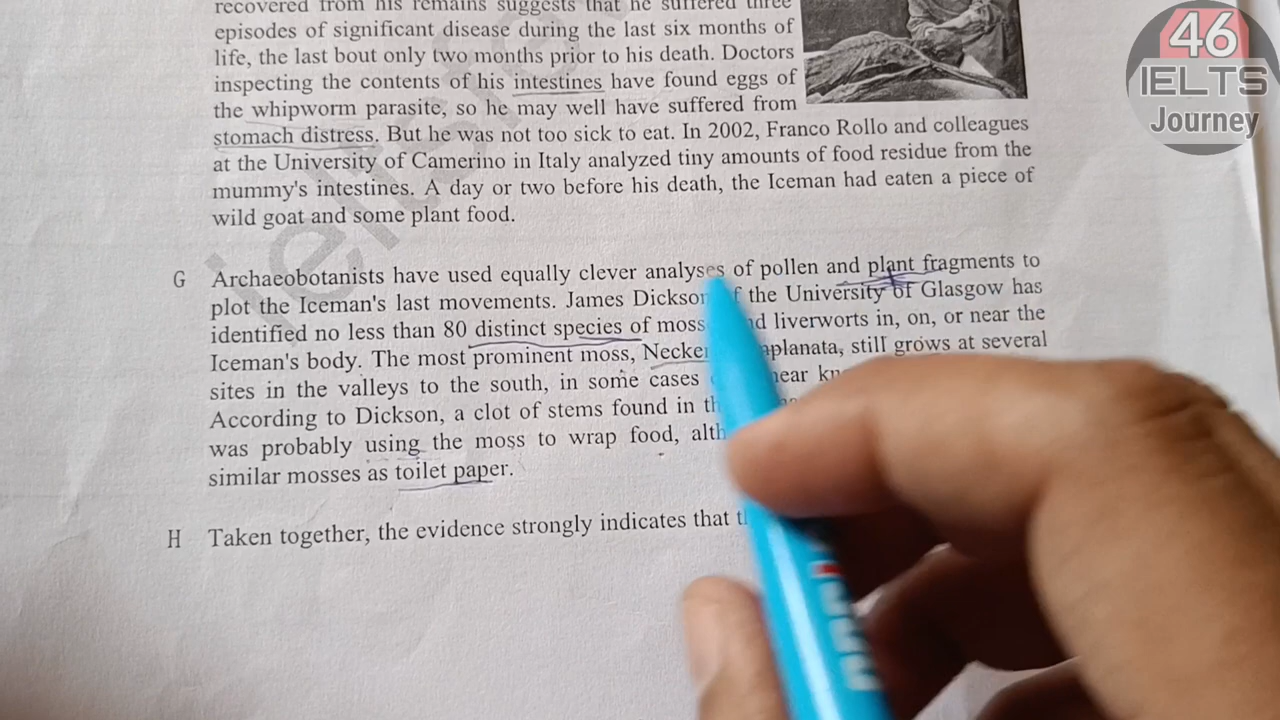 recovered from his remains suggests that he suffered three
episodes of significant disease during the last six months of
life, the last bout only two months prior to his death. Doctors
inspecting the contents of his intestines have found eggs of
the whipworm parasite, so he may well have suffered from
stomach distress. But he was not too sick to eat. In 2002, Franco Rollo and colleagues
at the University of Camerino in Italy analyzed tiny amounts of food residue from the
mummy's intestines. A day or two before his death, the Iceman had eaten a piece of
wild goat and some plant food.
G Archaeobotanists have used equally clever analyses of pollen and plant fragments to
plot the Iceman's last movements. James Dickson of the University of Glasgow has
identified no less than 80 distinct species of moss and liverworts in, on, or near the
Iceman's body. The most prominent moss, still grows at several
sites in the valleys to the south, in some cases near
According to Dickson, a clot of stems found in
was probably using the moss to wrap food,
similar mosses as toilet paper.
H Taken together, the evidence strongly indicates that
46
IELTS
Journey